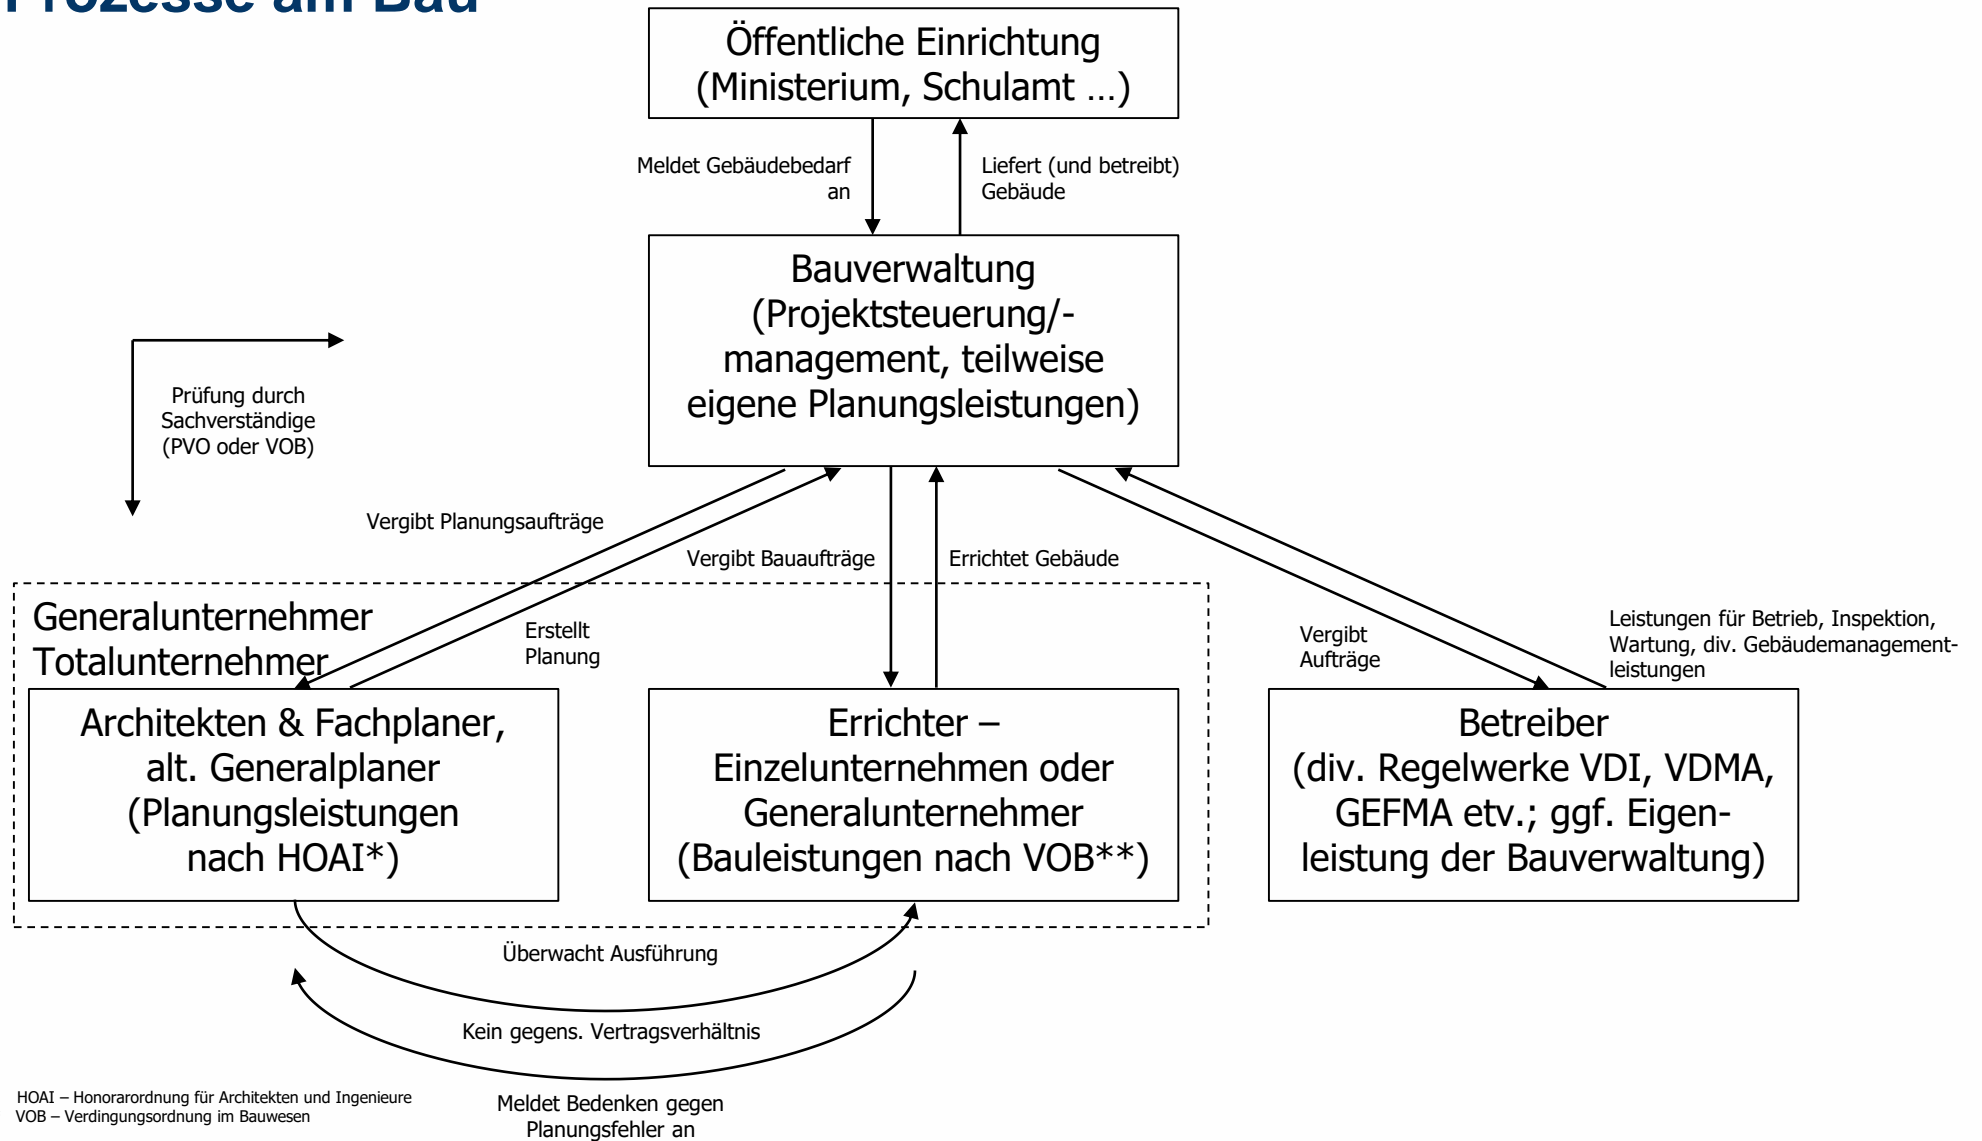 Prozesse am Bau
Öffentliche Einrichtung
(Ministerium, Schulamt …)
Meldet Gebäudebedarf
an
Liefert (und betreibt)
Gebäude
Bauverwaltung
(Projektsteuerung/-
management, teilweise
eigene Planungsleistungen)
Prüfung durch
Sachverständige
(PVO oder VOB)
Vergibt Planungsaufträge
Vergibt Bauaufträge
Errichtet Gebäude
Generalunternehmer
Totalunternehmer
Erstellt
Planung
Vergibt
Aufträge
Leistungen für Betrieb, Inspektion,
Wartung, div. Gebäudemanagement-
leistungen
Architekten & Fachplaner,
alt. Generalplaner
(Planungsleistungen
nach HOAI*)
Errichter –
Einzelunternehmen oder
Generalunternehmer
(Bauleistungen nach VOB**)
Betreiber
(div. Regelwerke VDI, VDMA,
GEFMA etv.; ggf. Eigen-
leistung der Bauverwaltung)
Überwacht Ausführung
Kein gegens. Vertragsverhältnis
Meldet Bedenken gegen
Planungsfehler an
HOAI – Honorarordnung für Architekten und Ingenieure
VOB – Verdingungsordnung im Bauwesen